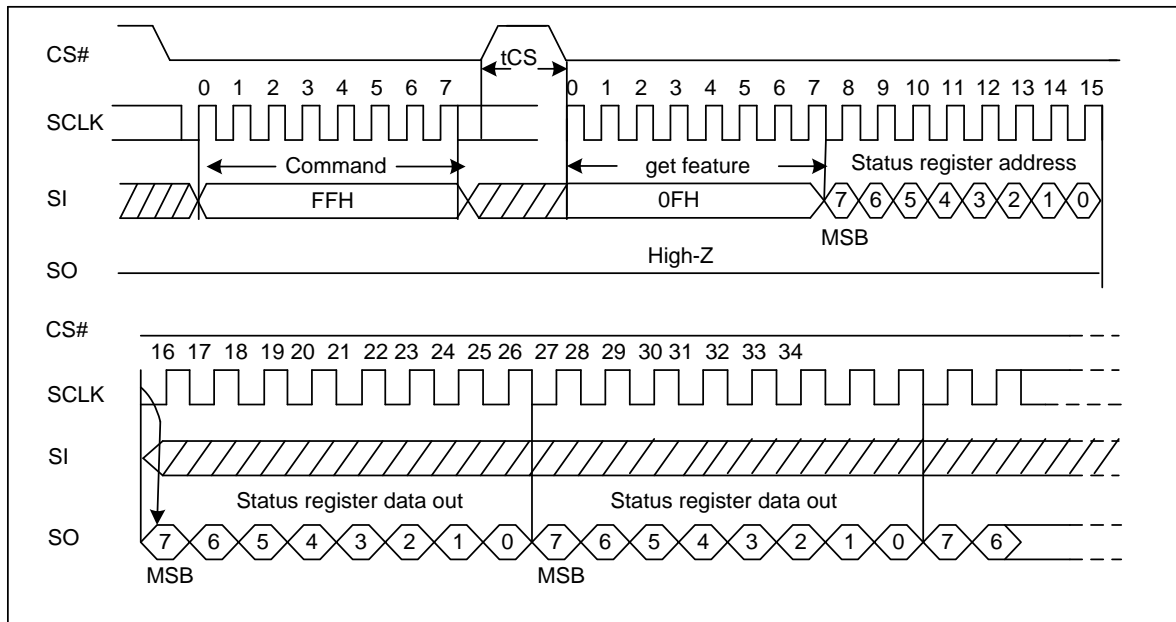 CS#
tCS
0 1 2 3 4 5 6 7 0 1 2 3 4 5 6 7 8 9 10 11 12 13 14 15
SCLK
Command get feature Status register address
SI FFH 0FH 7 6 5 4 3 2 1 0
MSB
High-Z
SO
CS#
16 17 18 19 20 21 22 23 24 25 26 27 28 29 30 31 32 33 34
SCLK
SI
Status register data out Status register data out
SO 7 6 5 4 3 2 1 0 7 6 5 4 3 2 1 0 7 6
MSB MSB